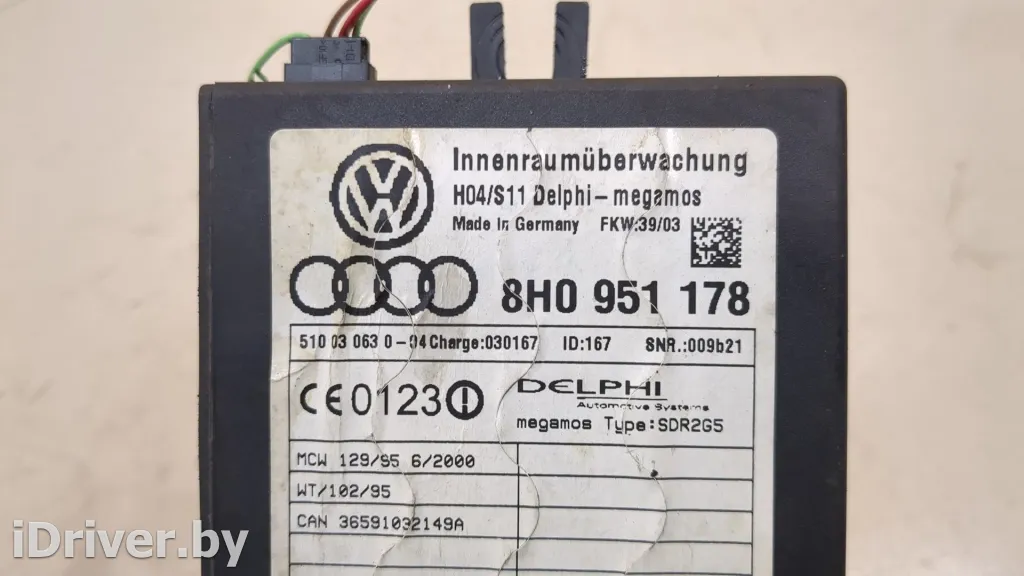 Innenraumüberwachung
H04/S11 Delphi-megamos
Made in Germany FKW:39/03
8H0 951 178
510 03 063 0-04 Charge:030167 ID:167 SNR.:009b21
CE 0123
DELPHI
Automotive Systems
megamos Type:SDR2G5
MCW 129/95 6/2000
WT/102/95
CAN 36591032149A
iDriver.by